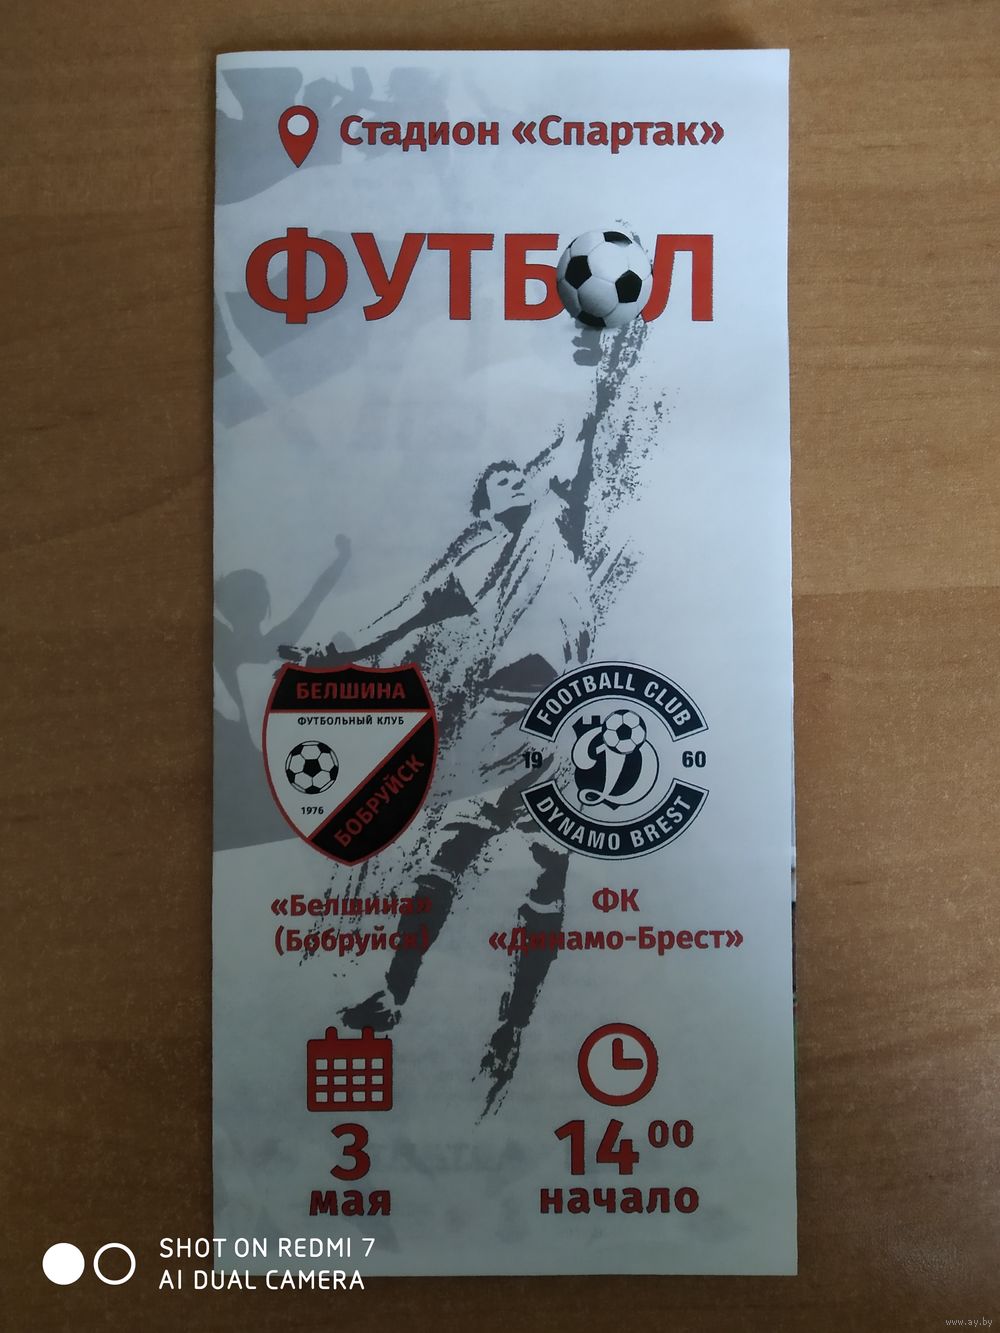 Стадион «Спартак»
ФУТБОЛ
БЕЛШИНА
ФУТБОЛЬНЫЙ КЛУБ
1976
БОБРУЙСК
FOOTBALL CLUB
19 60
DYNAMO BREST
«Белшина»
(Бобруйск)
ФК
«Динамо-Брест»
3
мая
14 00
начало
SHOT ON REDMI 7
AI DUAL CAMERA
www.ay.by